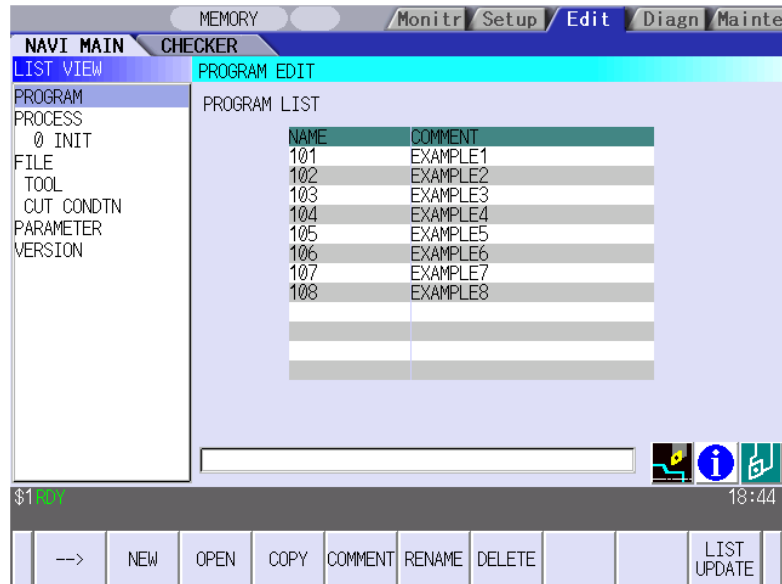 MEMORY Monitr Setup Edit Diagn Mainte
NAVI MAIN CHECKER
LIST VIEW
PROGRAM
PROCESS
0 INIT
FILE
TOOL
CUT CONDTN
PARAMETER
VERSION
PROGRAM EDIT
PROGRAM LIST
NAME COMMENT
101 EXAMPLE1
102 EXAMPLE2
103 EXAMPLE3
104 EXAMPLE4
105 EXAMPLE5
106 EXAMPLE6
107 EXAMPLE7
108 EXAMPLE8
i
$1 RDY 18:44
--> NEW OPEN COPY COMMENT RENAME DELETE LIST UPDATE